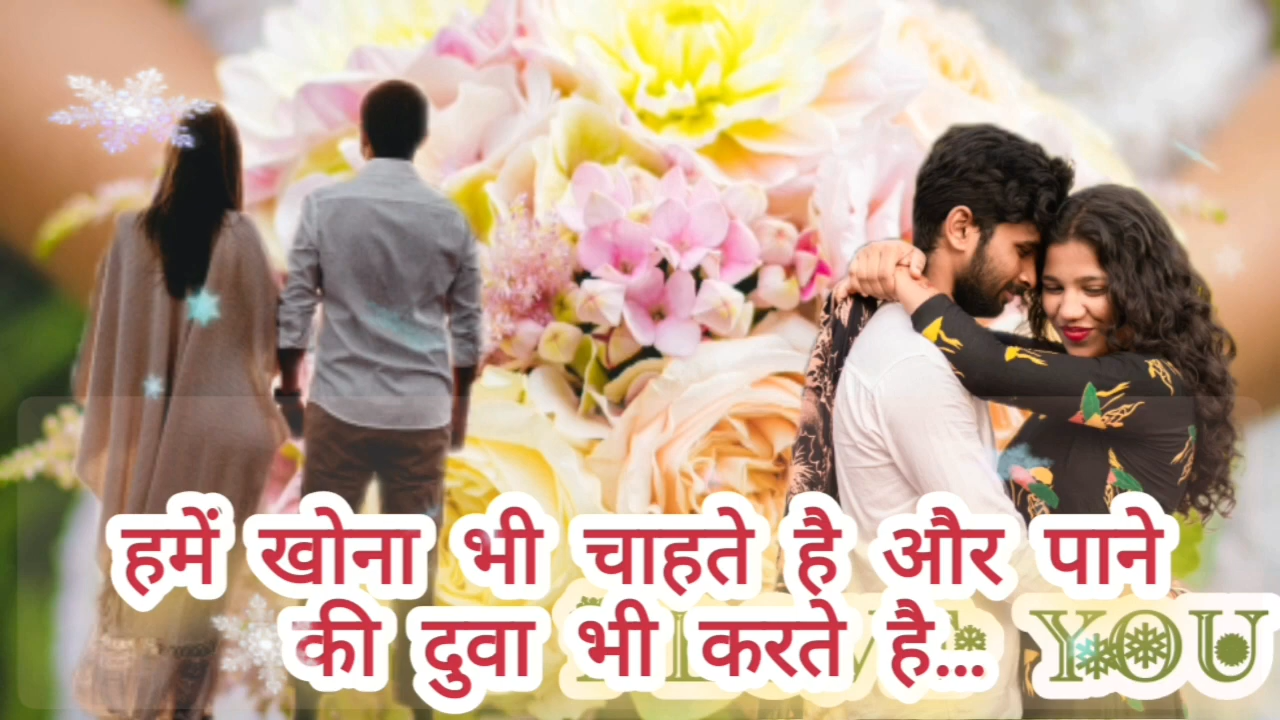 हमें खोना भी चाहते है और पाने
की दुवा भी करते है...
YOU